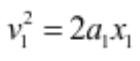 v₁² = 2a₁x₁